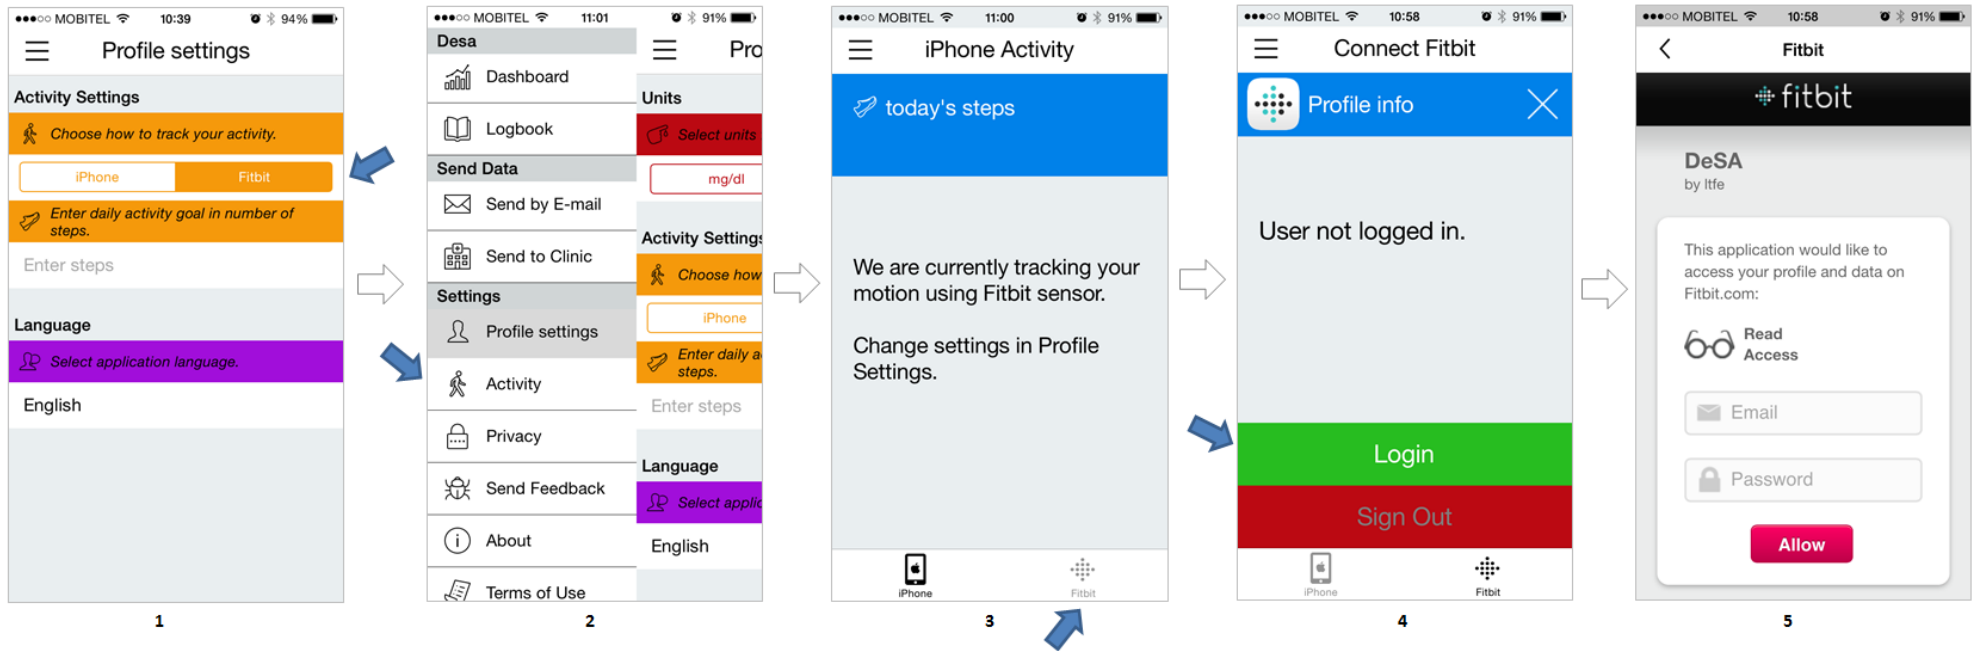 ●●●○○ MOBITEL 10:39 94%
Profile settings
Activity Settings
Choose how to track your activity.
iPhone Fitbit
Enter daily activity goal in number of
steps.
Enter steps
Language
Select application language.
English
1
●●●○○ MOBITEL 11:01 91%
Desa
Dashboard
Logbook
Send Data
Send by E-mail
Send to Clinic
Settings
Profile settings
Activity
Privacy
Send Feedback
About
Terms of Use
Pro
Units
Select units
mg/dl
Activity Settings
Choose how
iPhone
Enter daily a
steps.
Enter steps
Language
Select applic
English
2
●●●○○ MOBITEL 11:00 91%
iPhone Activity
today's steps
We are currently tracking your
motion using Fitbit sensor.
Change settings in Profile
Settings.
iPhone Fitbit
3
●●●○○ MOBITEL 10:58 91%
Connect Fitbit
Profile info
User not logged in.
Login
Sign Out
iPhone Fitbit
4
●●●○○ MOBITEL 10:58 91%
Fitbit
fitbit
DeSA
by ltfe
This application would like to
access your profile and data on
Fitbit.com:
Read
Access
Email
Password
Allow
5